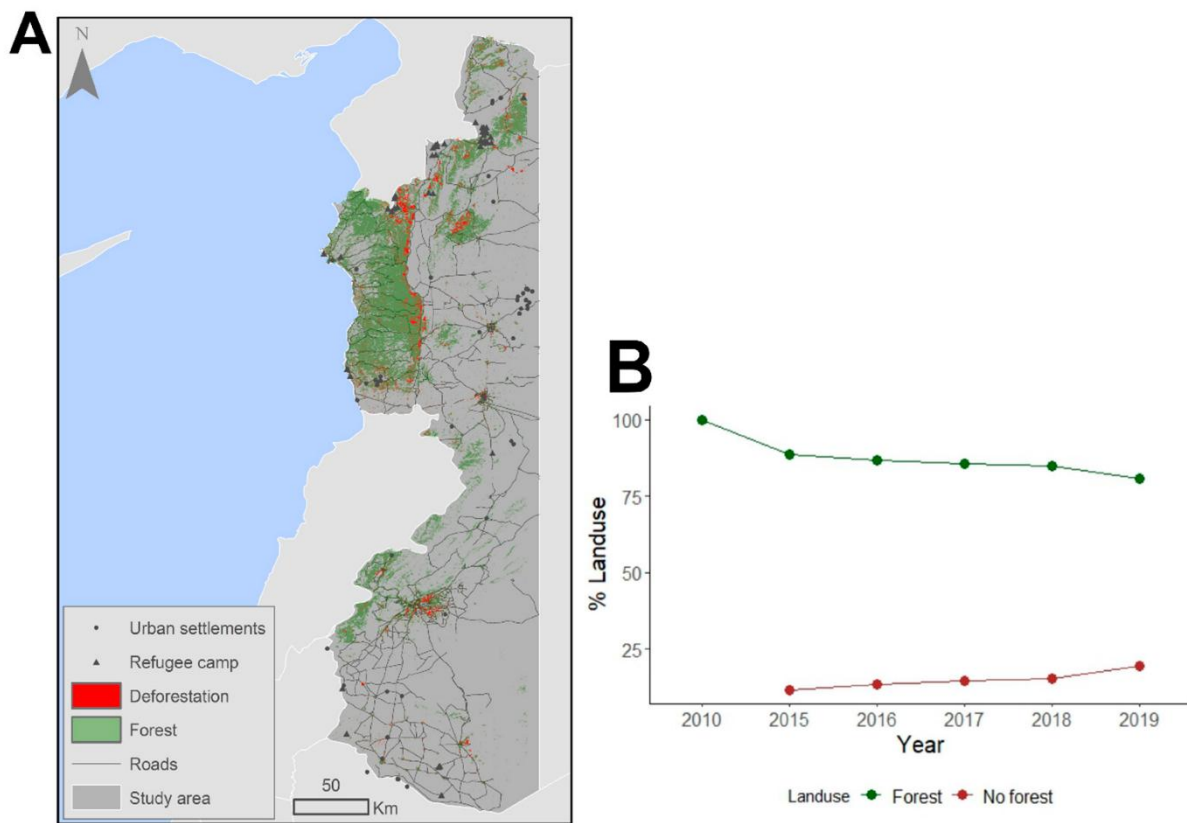 A
N
Urban settlements
Refugee camp
Deforestation
Forest
Roads
Study area
50
Km
B
% Landuse
100
75
50
25
2010 2015 2016 2017 2018 2019
Year
Landuse Forest No forest